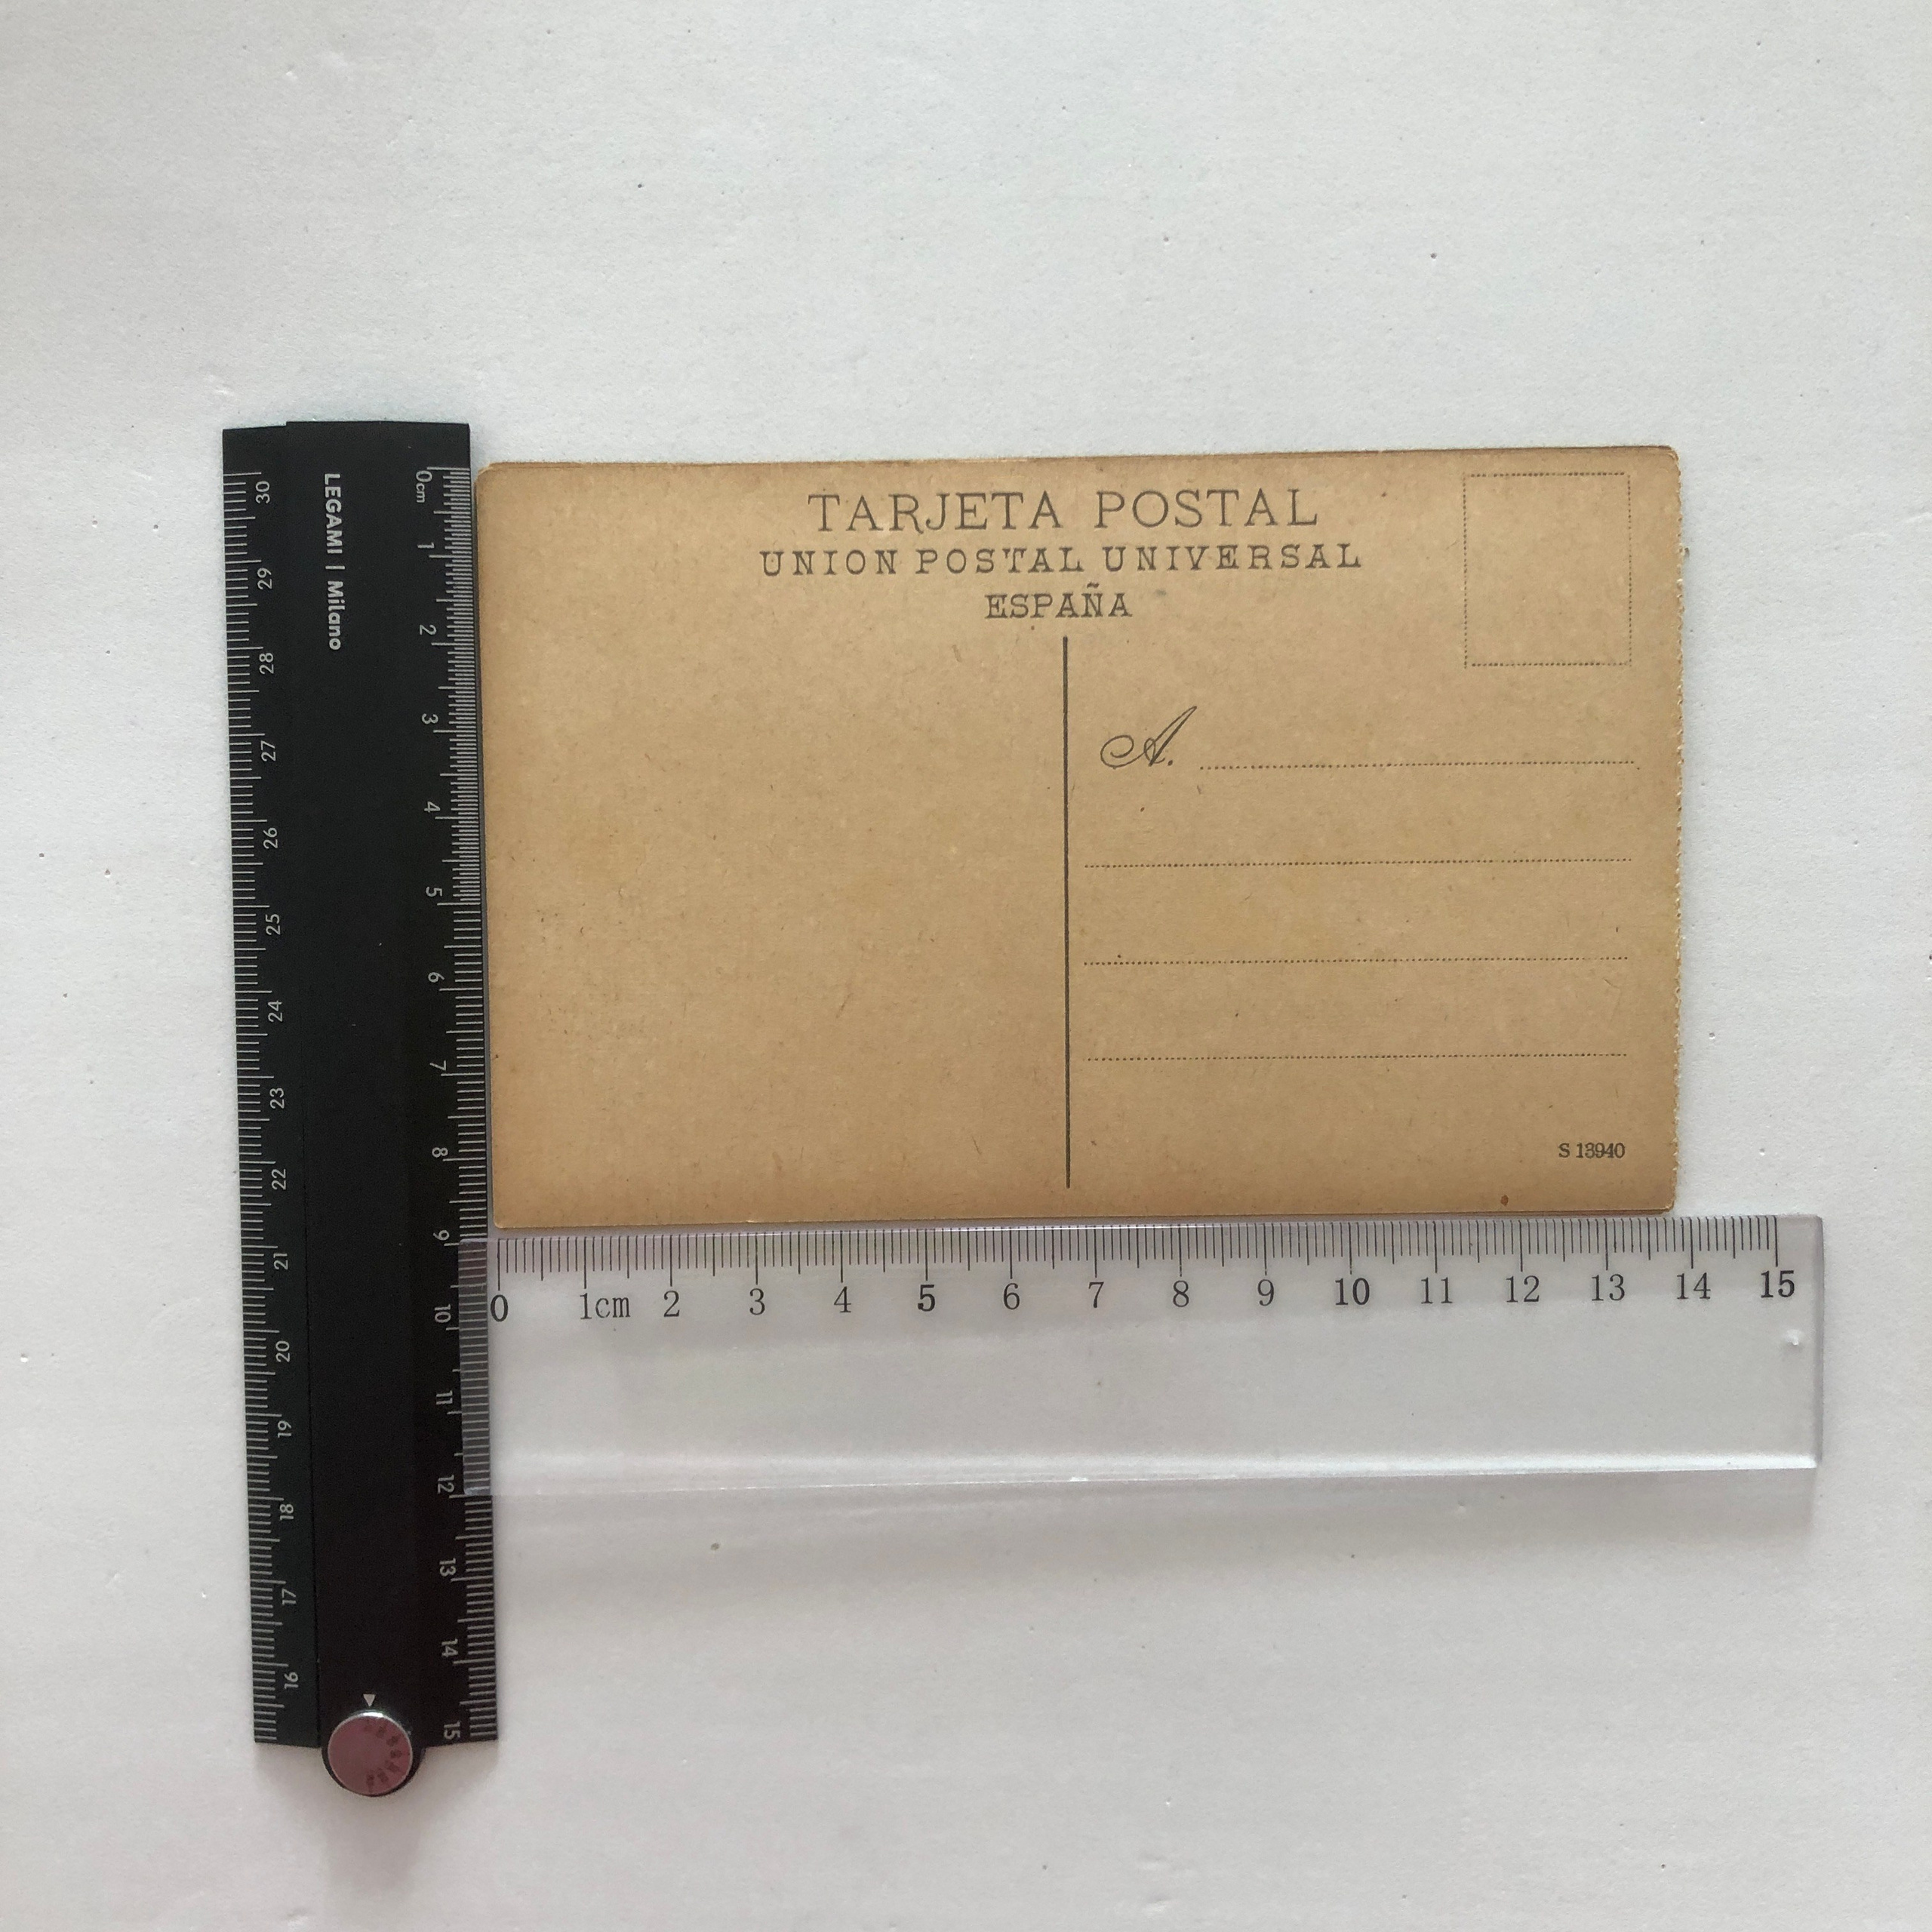 TARJETA POSTAL
UNION POSTAL UNIVERSAL
ESPAÑA
A.
S 13940
LEGAMI | Milano
0cm 1 2 3 4 5 6 7 8 9 10 11 12 13 14 15
30 29 28 27 26 25 24 23 22 21 20 19 18 17 16
0 1cm 2 3 4 5 6 7 8 9 10 11 12 13 14 15